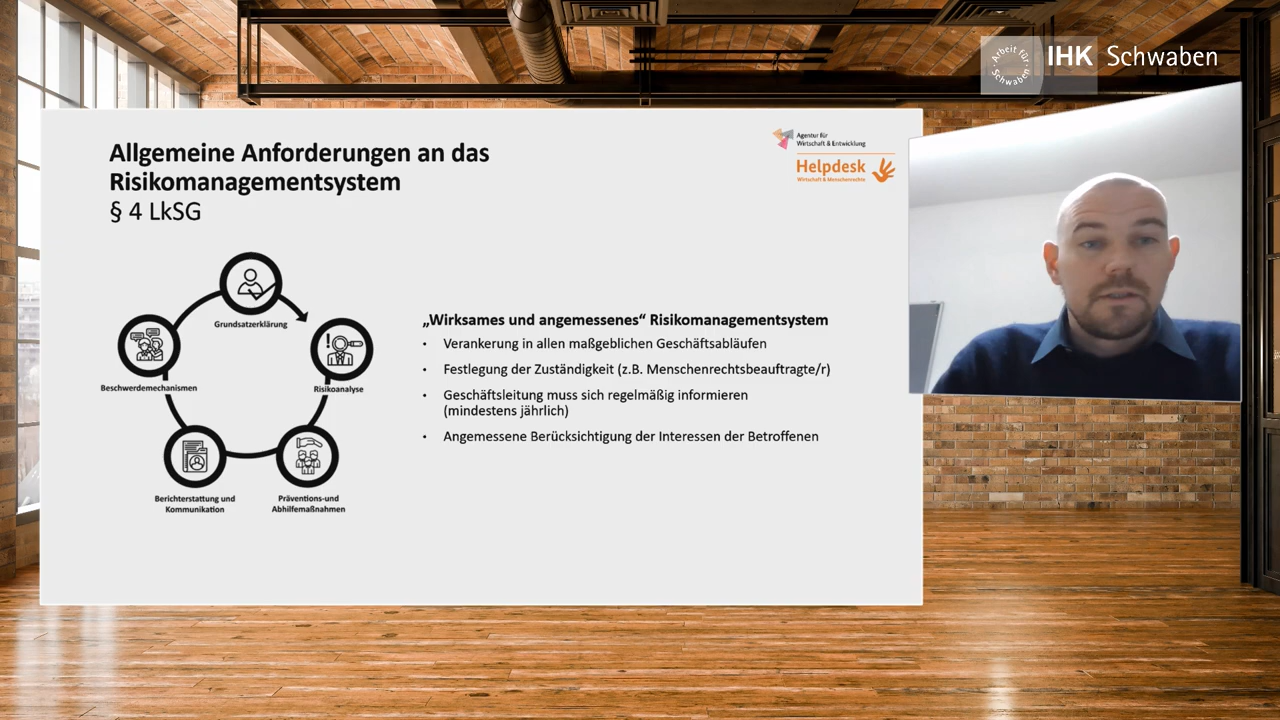 Arbeit für
Schwaben
IHK Schwaben
Allgemeine Anforderungen an das
Risikomanagementsystem
§ 4 LkSG
Agentur für
Wirtschaft & Entwicklung
Helpdesk
Wirtschaft & Menschenrechte
Grundsatzerklärung
Beschwerdemechanismen
Risikoanalyse
Berichterstattung und
Kommunikation
Präventions-und
Abhilfemaßnahmen
„Wirksames und angemessenes“ Risikomanagementsystem
• Verankerung in allen maßgeblichen Geschäftsabläufen
• Festlegung der Zuständigkeit (z.B. Menschenrechtsbeauftragte/r)
• Geschäftsleitung muss sich regelmäßig informieren
(mindestens jährlich)
• Angemessene Berücksichtigung der Interessen der Betroffenen